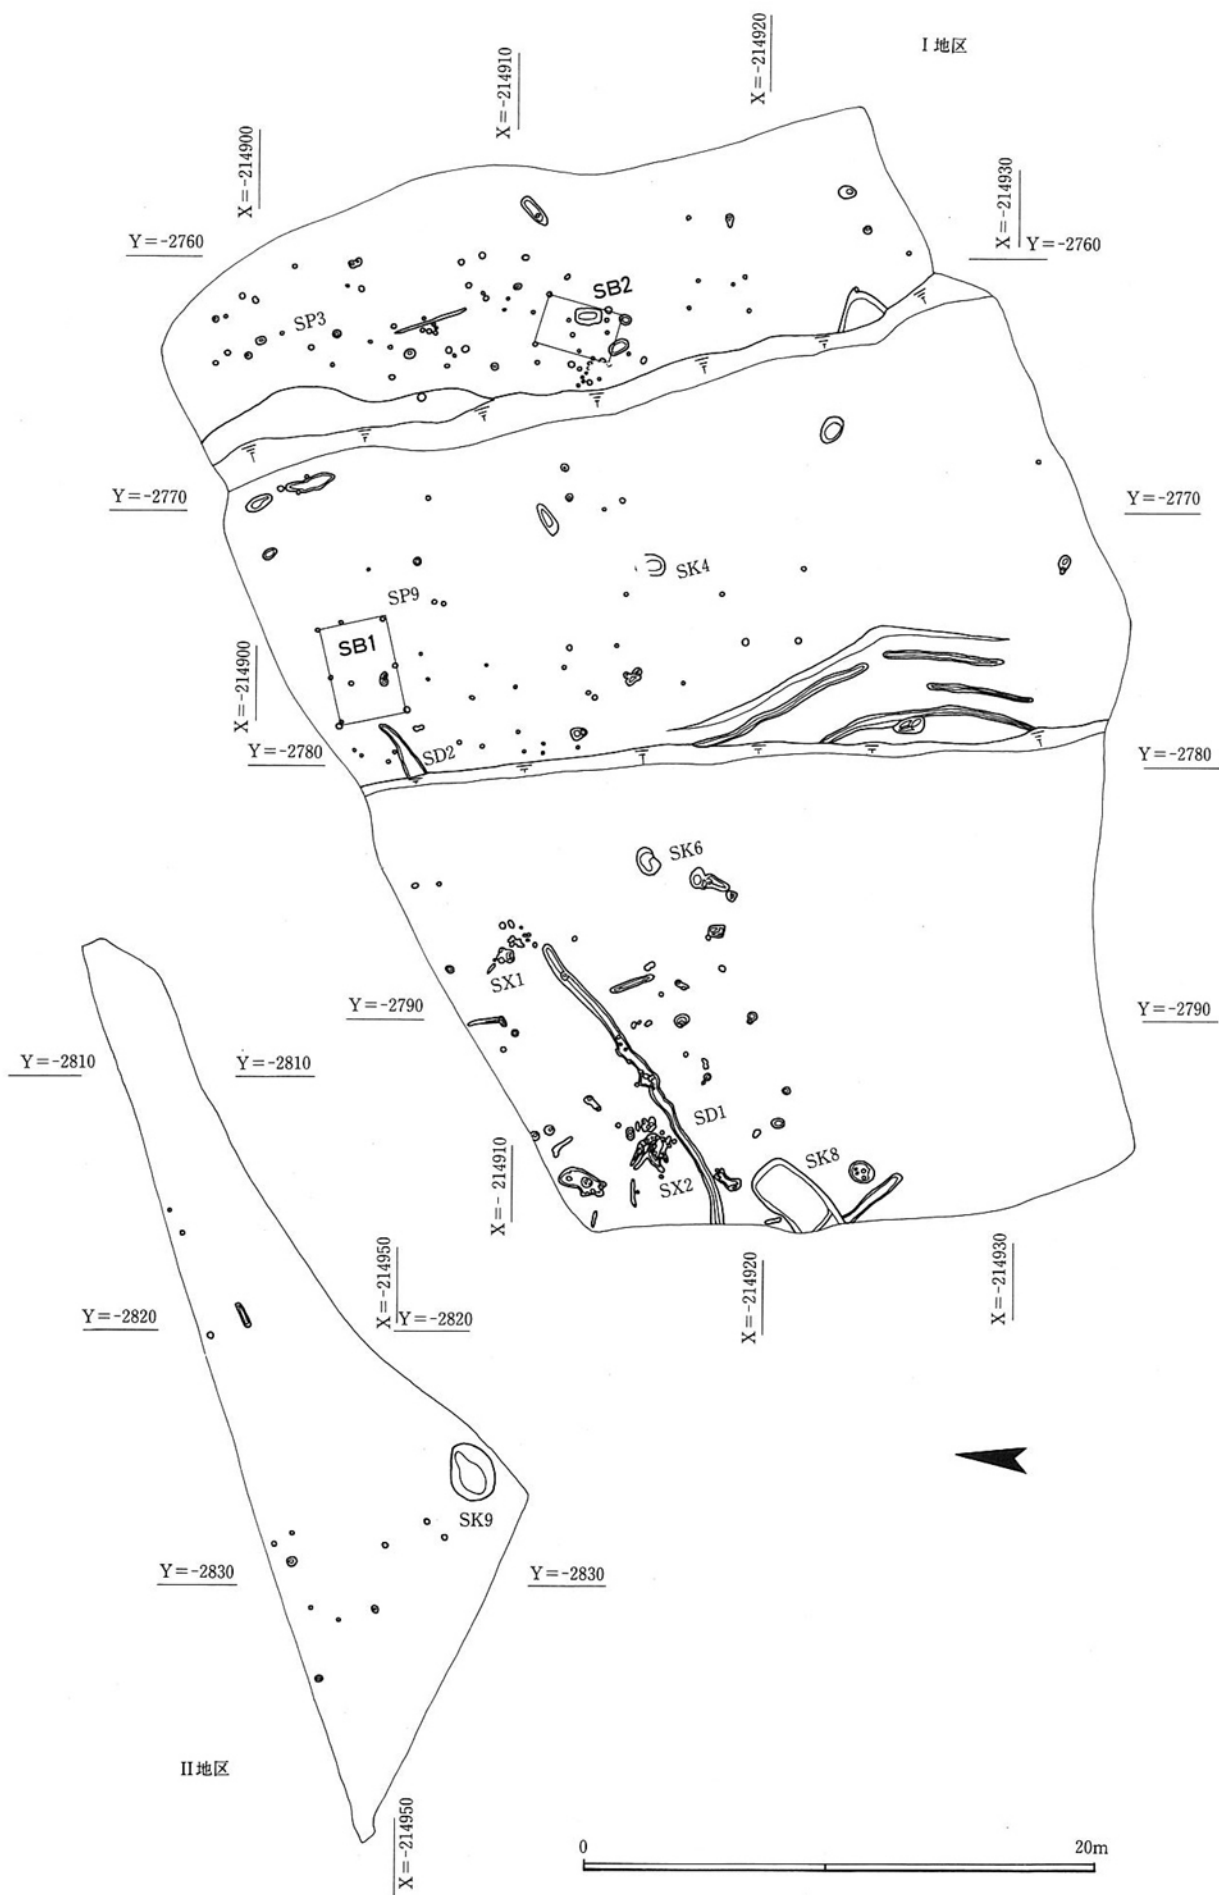 I 地区
X=-214920
X=-214910
X=-214900
X=-214930
Y=-2760
Y=-2760
SB2
SP3
Y=-2770
Y=-2770
SK4
SP9
SB1
X=-214900
Y=-2780
SD2
Y=-2780
SK6
SX1
Y=-2790
Y=-2790
Y=-2810
Y=-2810
SD1
X=-214910
SK8
SX2
X=-214950
X=-214920
X=-214930
Y=-2820
Y=-2820
SK9
Y=-2830
Y=-2830
II地区
X=-214950
0
20m